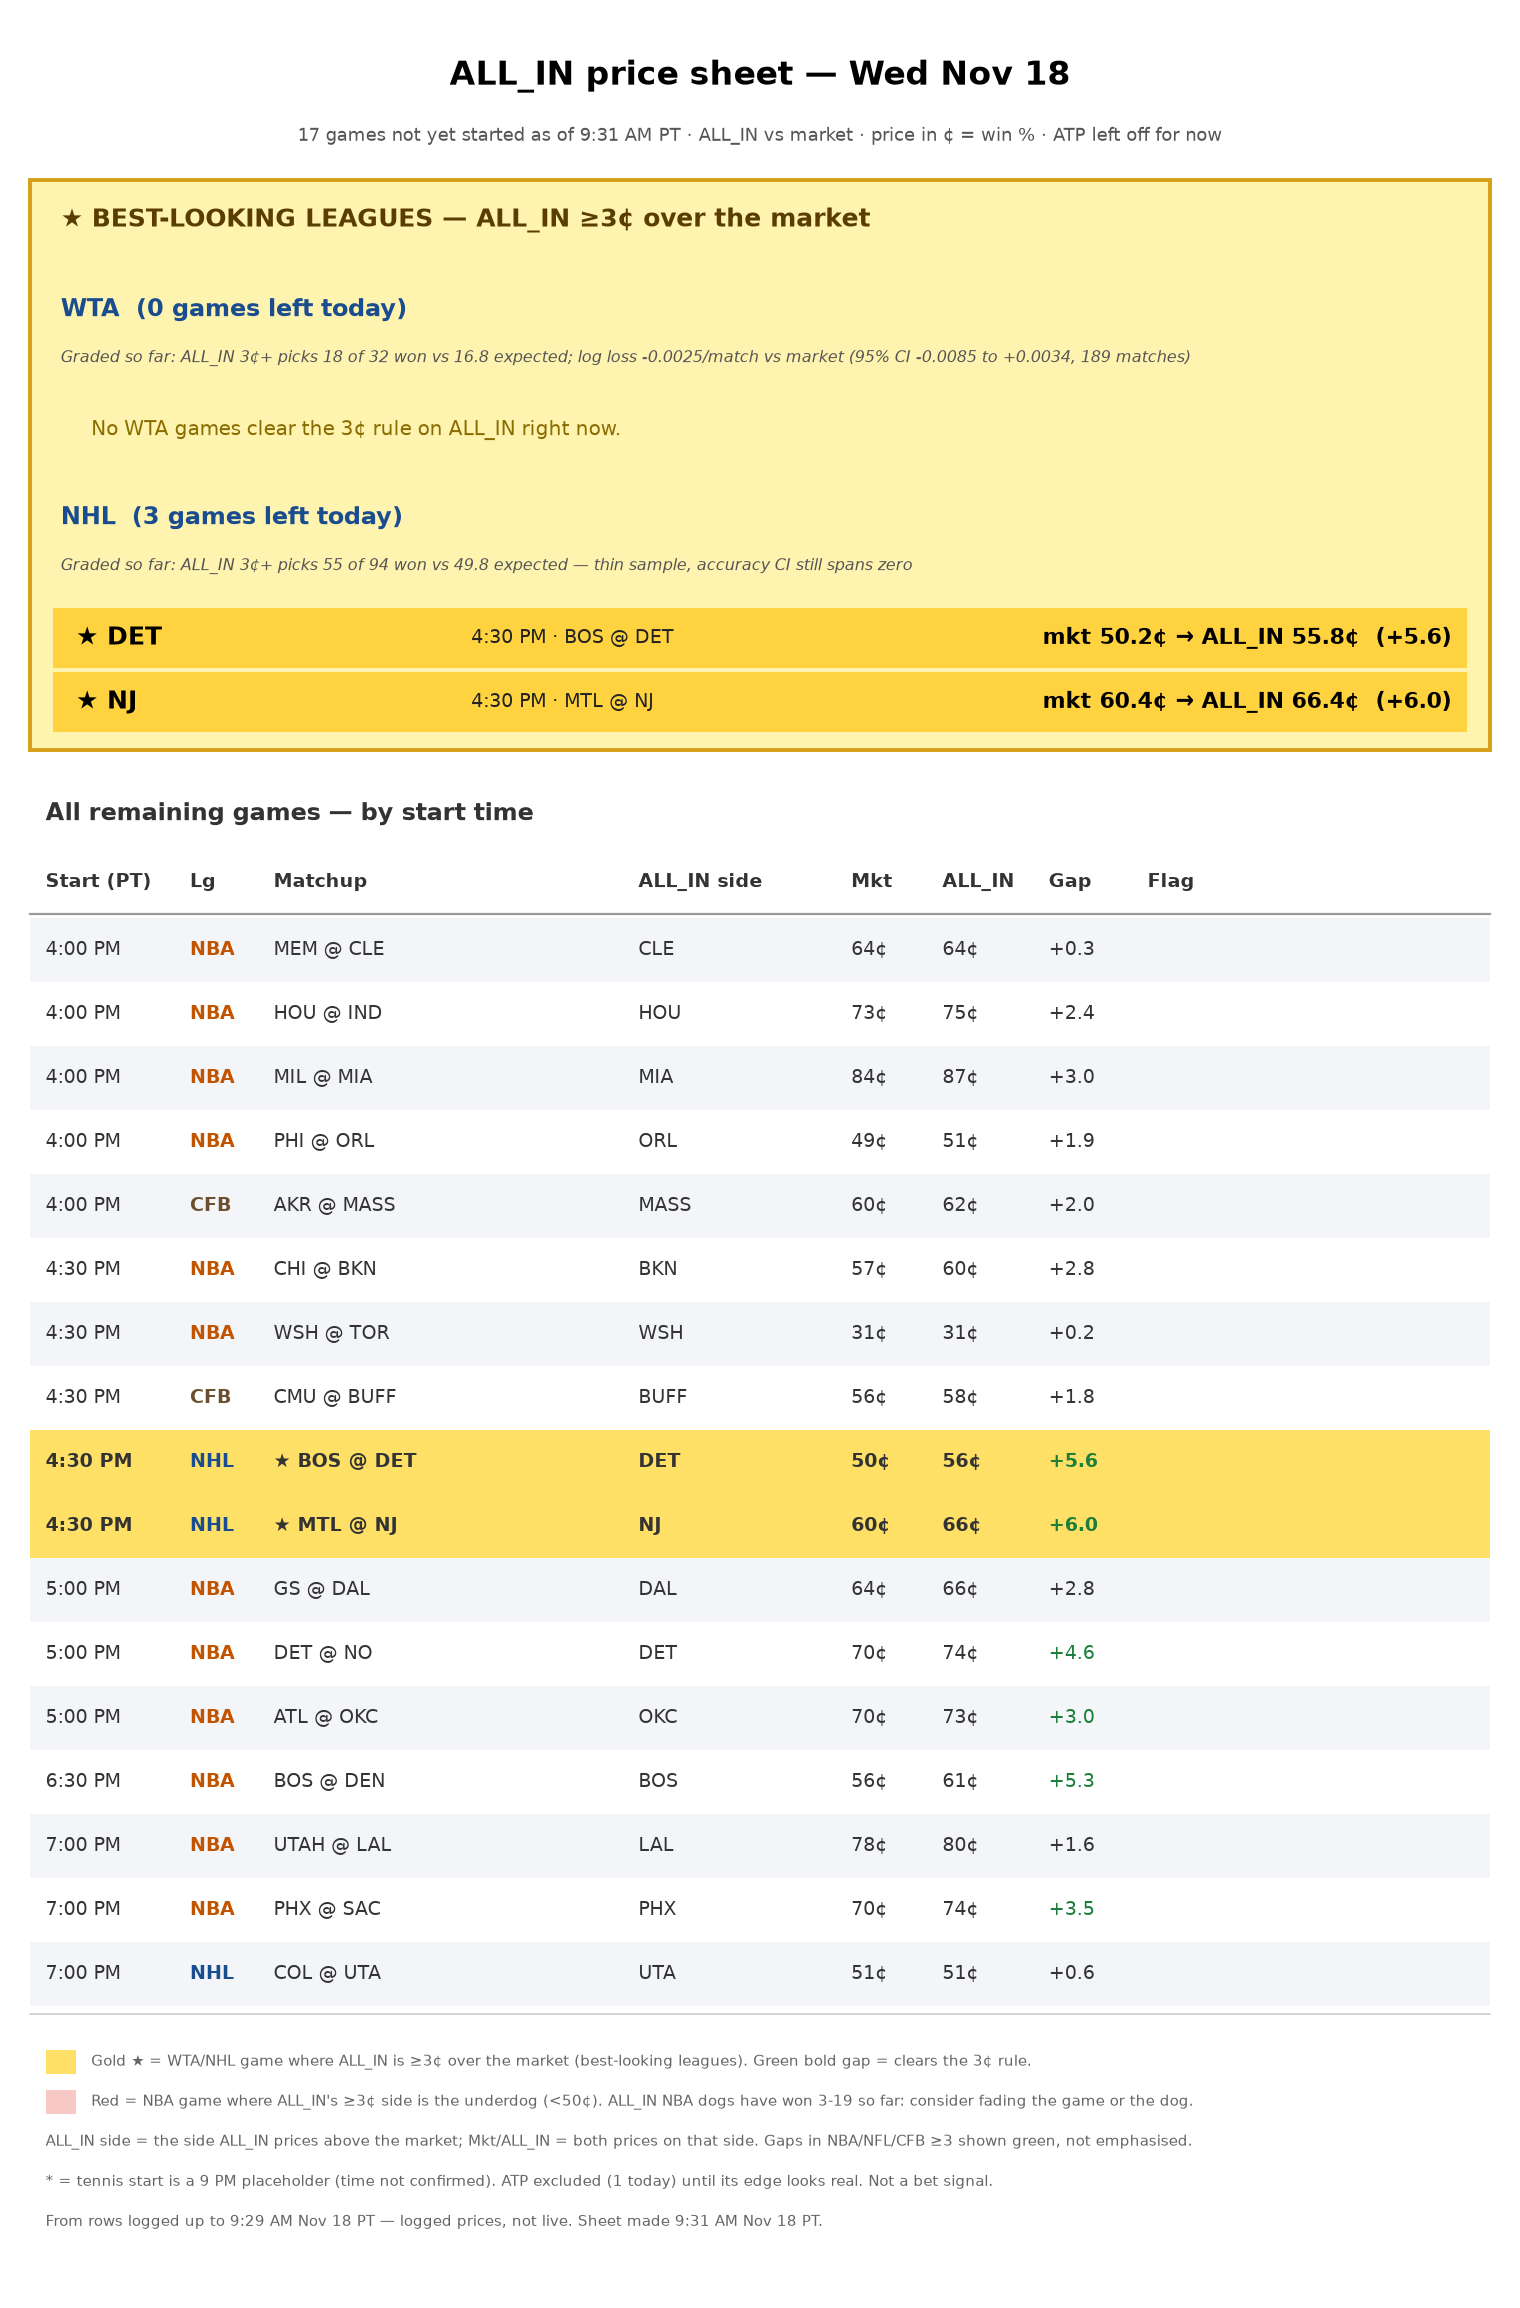 ALL_IN price sheet — Wed Nov 18
17 games not yet started as of 9:31 AM PT · ALL_IN vs market · price in ¢ = win % · ATP left off for now
★ BEST-LOOKING LEAGUES — ALL_IN ≥3¢ over the market
WTA (0 games left today)
Graded so far: ALL_IN 3¢+ picks 18 of 32 won vs 16.8 expected; log loss -0.0025/match vs market (95% CI -0.0085 to +0.0034, 189 matches)
No WTA games clear the 3¢ rule on ALL_IN right now.
NHL (3 games left today)
Graded so far: ALL_IN 3¢+ picks 55 of 94 won vs 49.8 expected — thin sample, accuracy CI still spans zero
★ DET 4:30 PM · BOS @ DET mkt 50.2¢ → ALL_IN 55.8¢ (+5.6)
★ NJ 4:30 PM · MTL @ NJ mkt 60.4¢ → ALL_IN 66.4¢ (+6.0)
All remaining games — by start time
Start (PT) Lg Matchup ALL_IN side Mkt ALL_IN Gap Flag
4:00 PM NBA MEM @ CLE CLE 64¢ 64¢ +0.3
4:00 PM NBA HOU @ IND HOU 73¢ 75¢ +2.4
4:00 PM NBA MIL @ MIA MIA 84¢ 87¢ +3.0
4:00 PM NBA PHI @ ORL ORL 49¢ 51¢ +1.9
4:00 PM CFB AKR @ MASS MASS 60¢ 62¢ +2.0
4:30 PM NBA CHI @ BKN BKN 57¢ 60¢ +2.8
4:30 PM NBA WSH @ TOR WSH 31¢ 31¢ +0.2
4:30 PM CFB CMU @ BUFF BUFF 56¢ 58¢ +1.8
4:30 PM NHL ★ BOS @ DET DET 50¢ 56¢ +5.6
4:30 PM NHL ★ MTL @ NJ NJ 60¢ 66¢ +6.0
5:00 PM NBA GS @ DAL DAL 64¢ 66¢ +2.8
5:00 PM NBA DET @ NO DET 70¢ 74¢ +4.6
5:00 PM NBA ATL @ OKC OKC 70¢ 73¢ +3.0
6:30 PM NBA BOS @ DEN BOS 56¢ 61¢ +5.3
7:00 PM NBA UTAH @ LAL LAL 78¢ 80¢ +1.6
7:00 PM NBA PHX @ SAC PHX 70¢ 74¢ +3.5
7:00 PM NHL COL @ UTA UTA 51¢ 51¢ +0.6
Gold ★ = WTA/NHL game where ALL_IN is ≥3¢ over the market (best-looking leagues). Green bold gap = clears the 3¢ rule.
Red = NBA game where ALL_IN's ≥3¢ side is the underdog (<50¢). ALL_IN NBA dogs have won 3-19 so far: consider fading the game or the dog.
ALL_IN side = the side ALL_IN prices above the market; Mkt/ALL_IN = both prices on that side. Gaps in NBA/NFL/CFB ≥3 shown green, not emphasised.
* = tennis start is a 9 PM placeholder (time not confirmed). ATP excluded (1 today) until its edge looks real. Not a bet signal.
From rows logged up to 9:29 AM Nov 18 PT — logged prices, not live. Sheet made 9:31 AM Nov 18 PT.